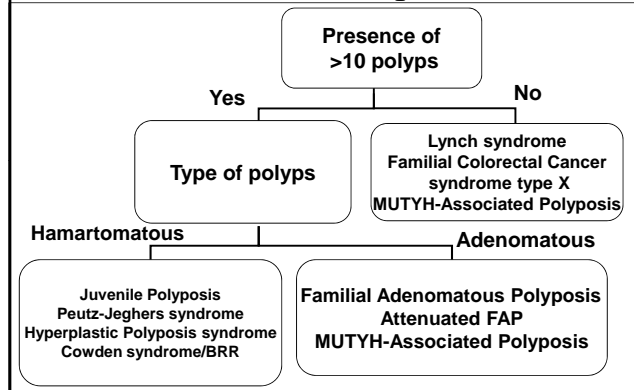 Presence of
>10 polyps
Yes
No
Type of polyps
Lynch syndrome
Familial Colorectal Cancer
syndrome type X
MUTYH-Associated Polyposis
Hamartomatous
Adenomatous
Juvenile Polyposis
Peutz-Jeghers syndrome
Hyperplastic Polyposis syndrome
Cowden syndrome/BRR
Familial Adenomatous Polyposis
Attenuated FAP
MUTYH-Associated Polyposis